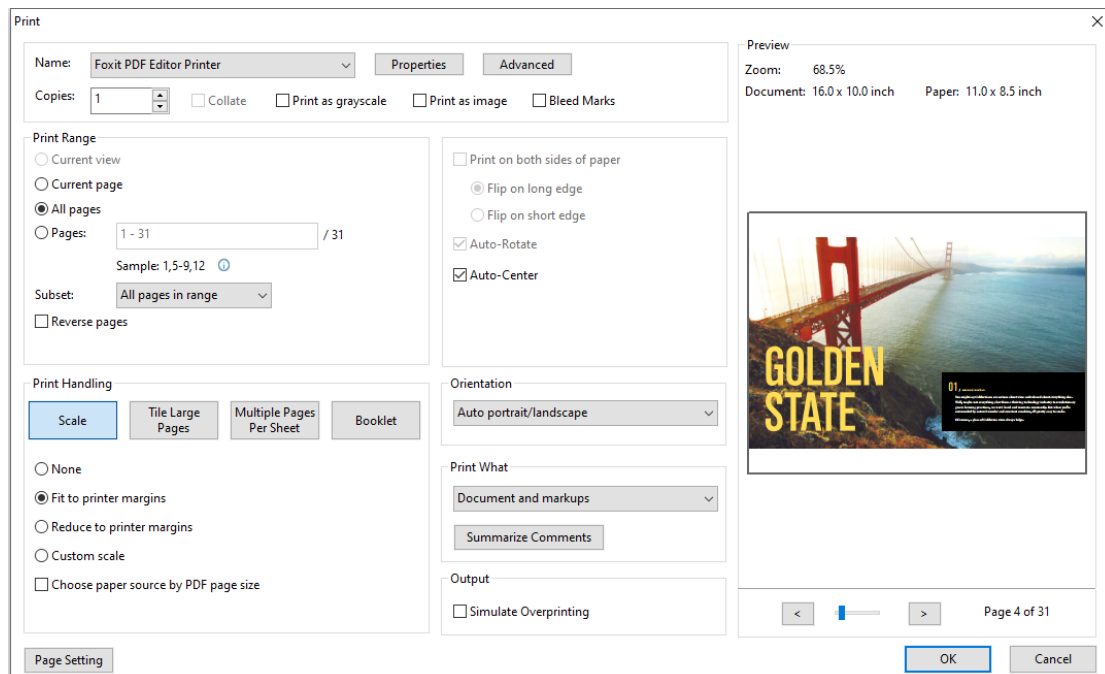 Print
Name: Foxit PDF Editor Printer Properties Advanced
Copies: 1 Collate Print as grayscale Print as image Bleed Marks
Print Range
Current view
Current page
All pages
Pages: 1 - 31 / 31
Sample: 1,5-9,12
Subset: All pages in range
Reverse pages
Print on both sides of paper
Flip on long edge
Flip on short edge
Auto-Rotate
Auto-Center
Print Handling
Scale Tile Large Pages Multiple Pages Per Sheet Booklet
None
Fit to printer margins
Reduce to printer margins
Custom scale
Choose paper source by PDF page size
Orientation
Auto portrait/landscape
Print What
Document and markups
Summarize Comments
Output
Simulate Overprinting
Preview
Zoom: 68.5%
Document: 16.0 x 10.0 inch Paper: 11.0 x 8.5 inch
GOLDEN
STATE
01
< > Page 4 of 31
Page Setting OK Cancel